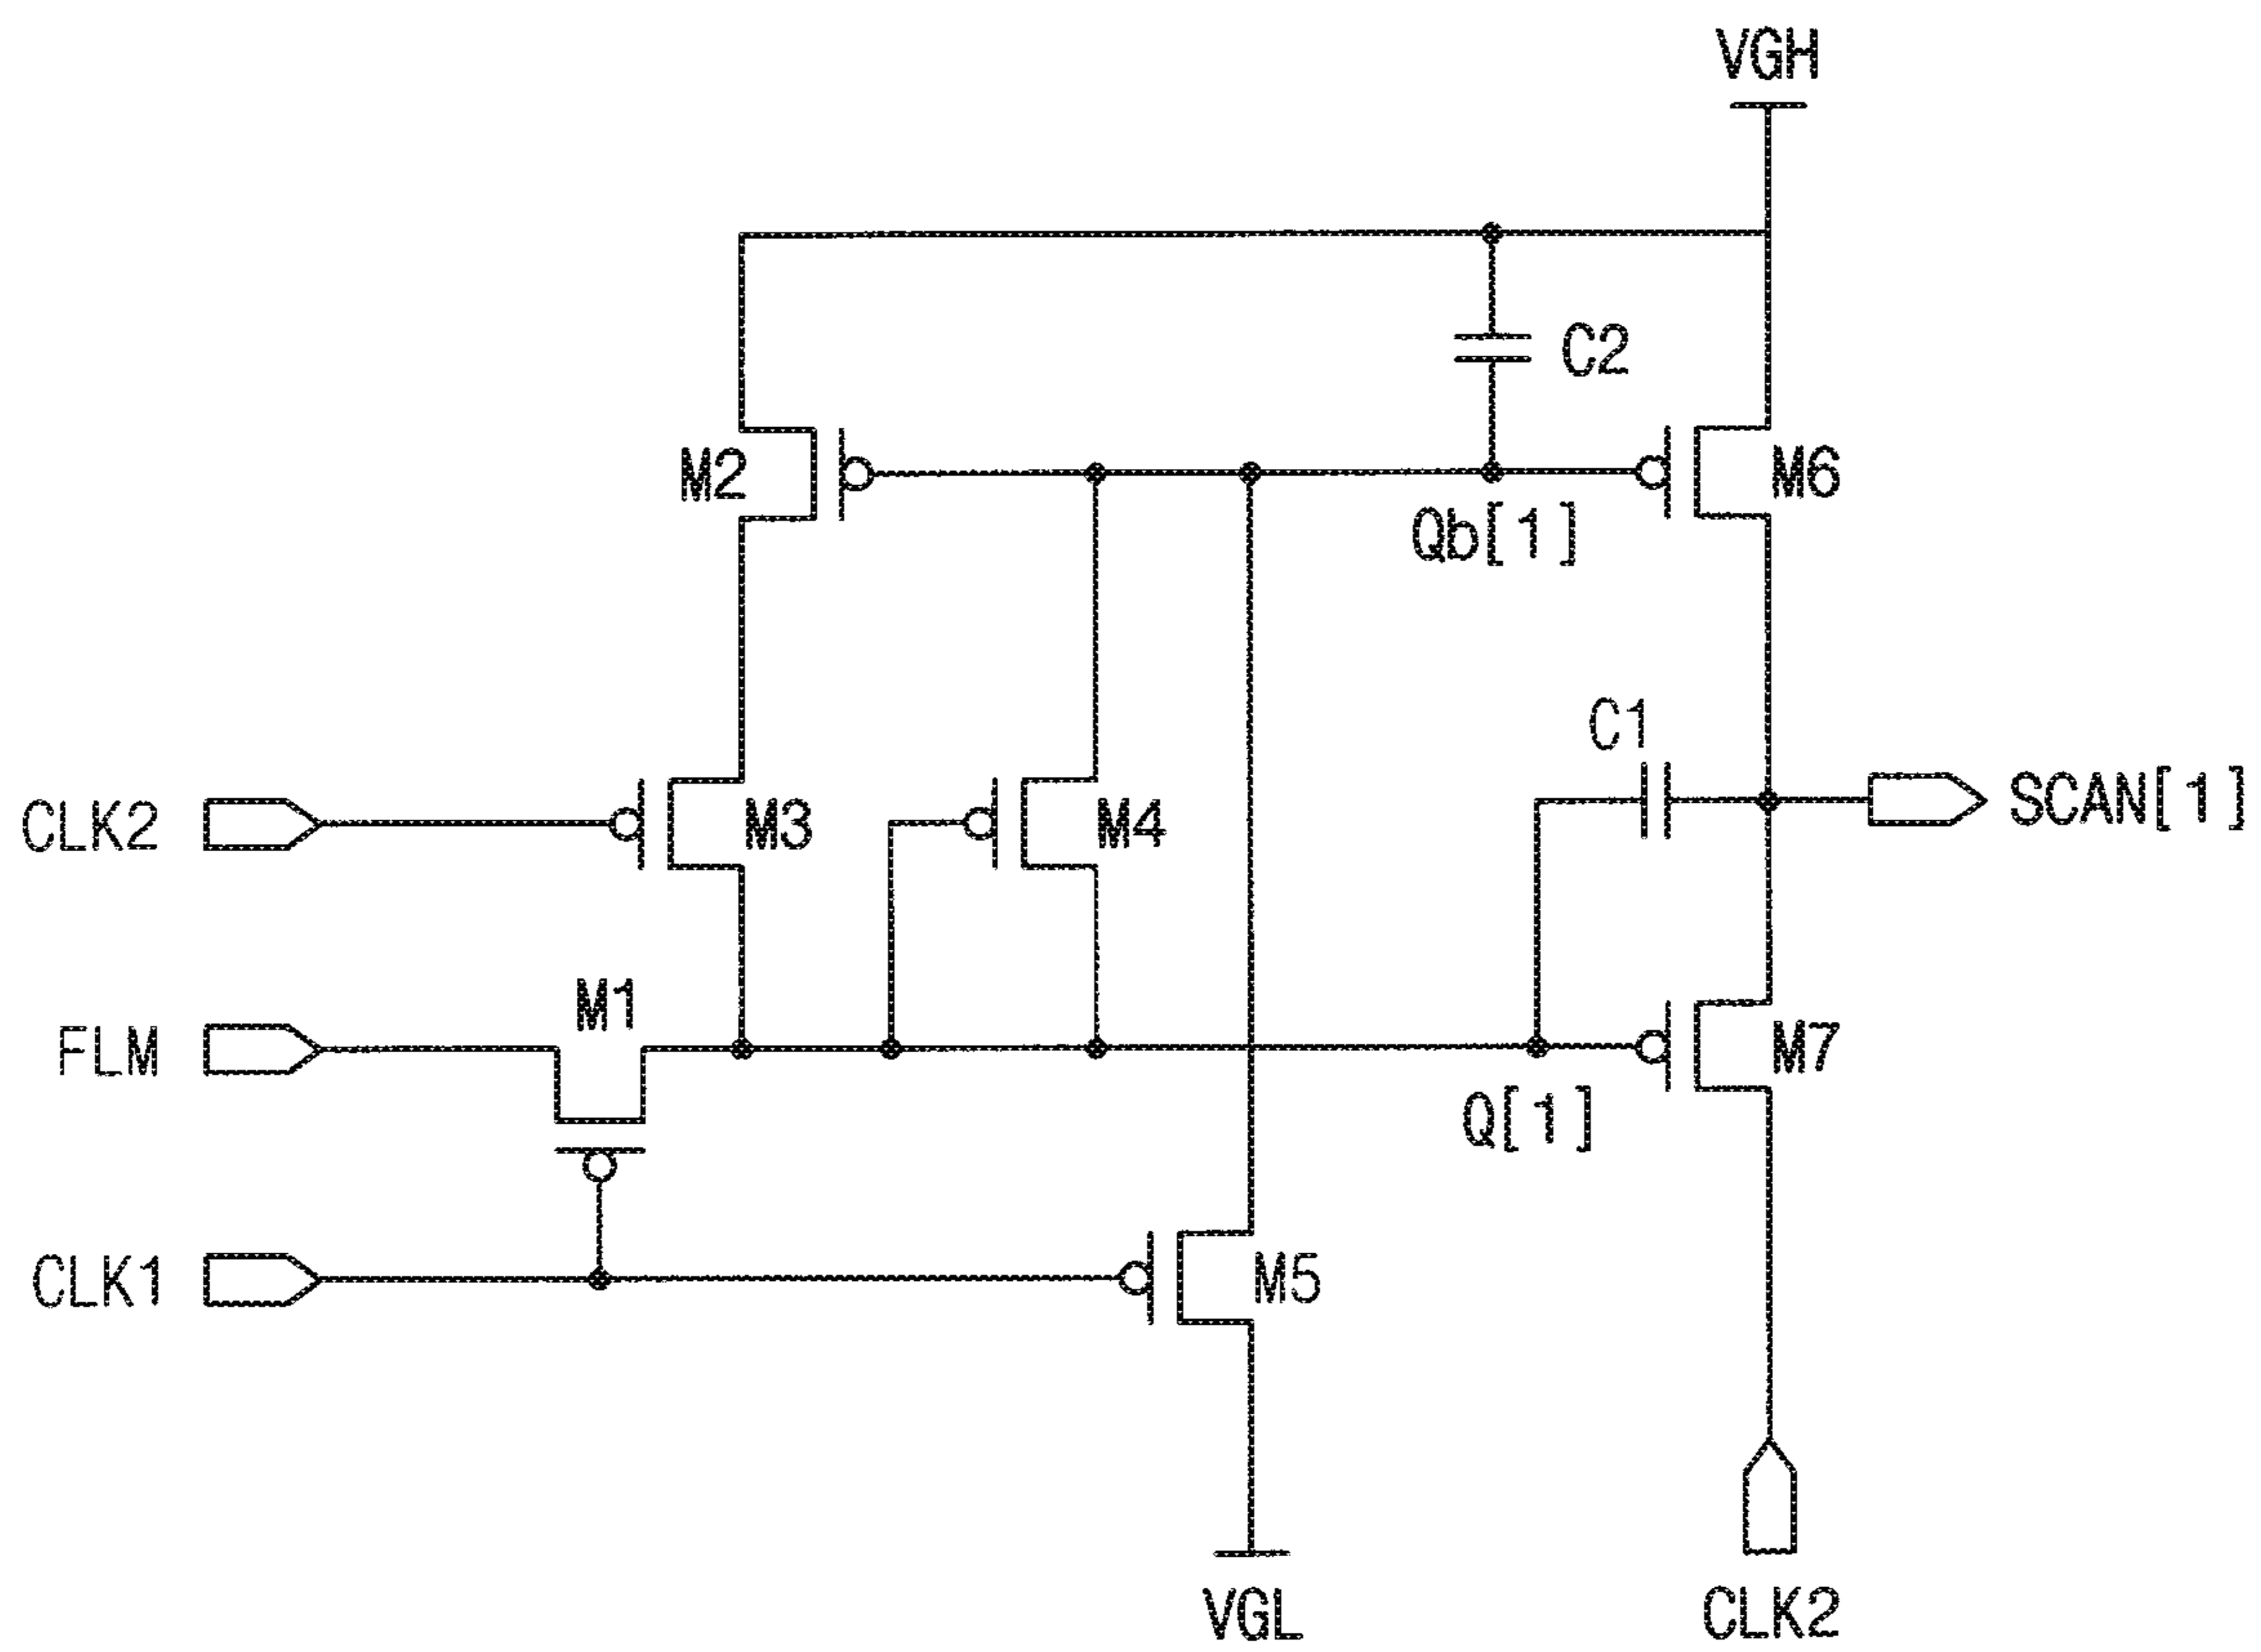 VGH
C2
M2
M6
Qb[1]
C1
CLK2
M3
M4
SCAN[1]
M1
FLM
M7
Q[1]
CLK1
M5
VGL
CLK2